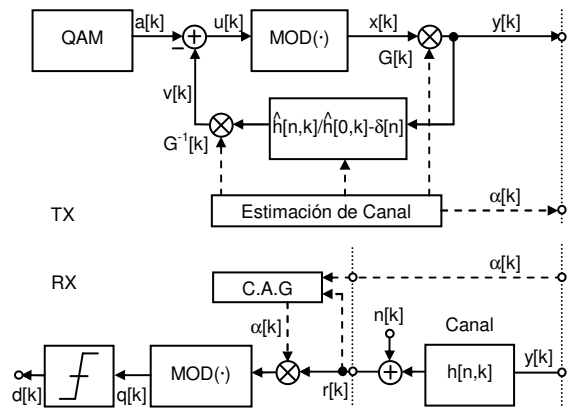 QAM
a[k]
−
+
u[k]
MOD(·)
x[k]
G[k]
y[k]
v[k]
G⁻¹[k]
ĥ[n,k]/ĥ[0,k]-δ[n]
Estimación de Canal
α[k]
TX
RX
α[k]
C.A.G
α[k]
n[k]
Canal
h[n,k]
y[k]
+
r[k]
MOD(·)
q[k]
d[k]